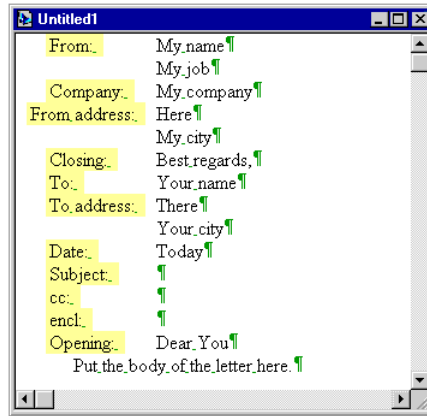 Untitled1
From: My name¶
My job¶
Company: My company¶
From address: Here¶
My city¶
Closing: Best regards,¶
To: Your name¶
To address: There¶
Your city¶
Date: Today¶
Subject: ¶
cc: ¶
encl: ¶
Opening: Dear You¶
Put the body of the letter here.¶